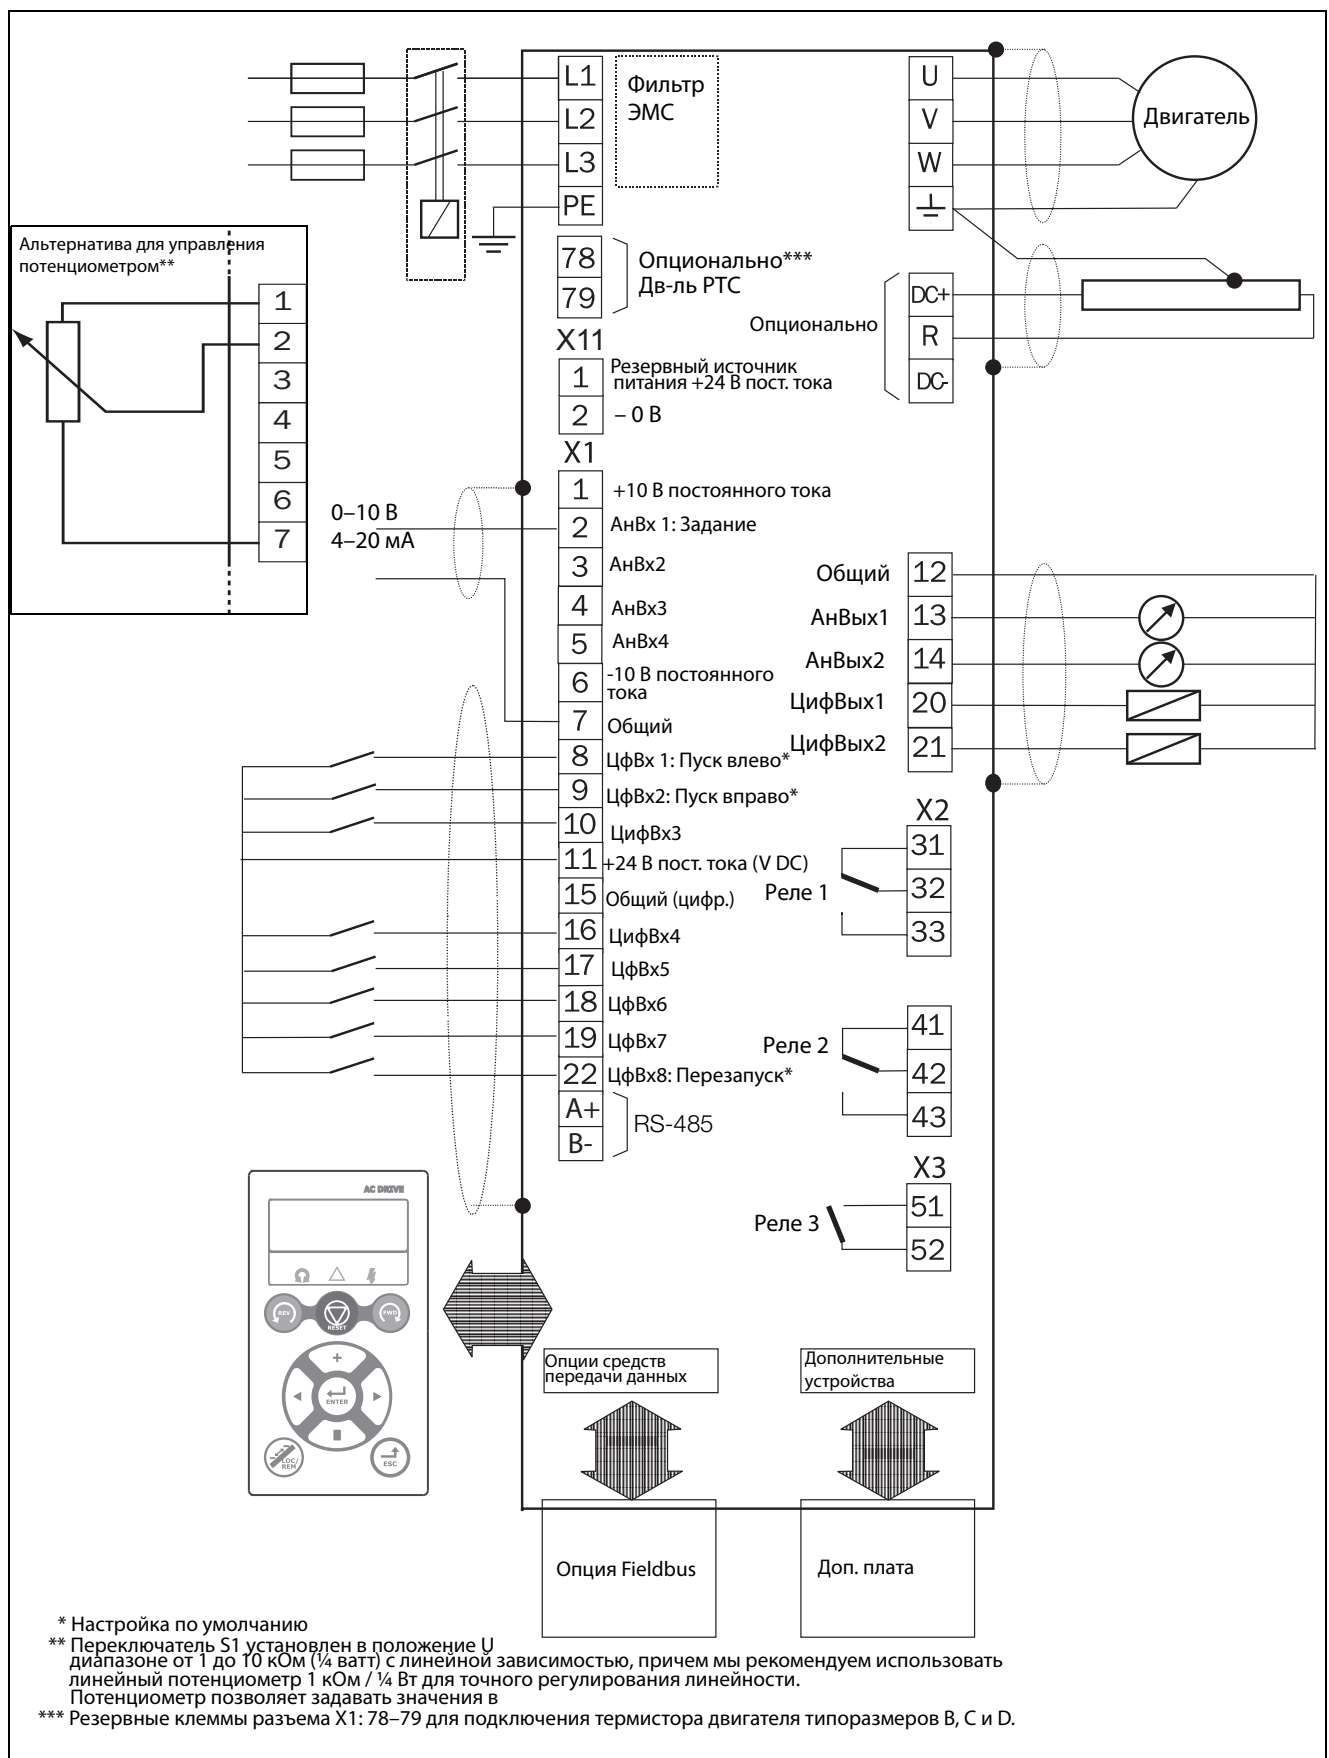 L1
L2
L3
PE
Фильтр
ЭМС
U
V
W
Двигатель
Альтернатива для управления
потенциометром**
1
2
3
4
5
6
7
78
79
Опционально***
Дв-ль PTC
DC+
R
DC-
Опционально
X11
1 Резервный источник
питания +24 В пост. тока
2 – 0 В
X1
1 +10 В постоянного тока
0–10 В
4–20 мА
2 АнВх 1: Задание
3 АнВх2
4 АнВх3
5 АнВх4
6 -10 В постоянного
тока
7 Общий
8 ЦфВх 1: Пуск влево*
9 ЦфВх2: Пуск вправо*
10 ЦифВх3
11 +24 В пост. тока (V DC)
15 Общий (цифр.)
16 ЦифВх4
17 ЦфВх5
18 ЦфВх6
19 ЦфВх7
22 ЦфВх8: Перезапуск*
A+
B-
RS-485
Общий 12
АнВых1 13
АнВых2 14
ЦифВых1 20
ЦифВых2 21
X2
31
Реле 1 32
33
41
Реле 2 42
43
X3
51
Реле 3
52
AC DRIVE
REV
RESET
FWD
+
ENTER
LOC/
REM
ESC
Опции средств
передачи данных
Дополнительные
устройства
Опция Fieldbus
Доп. плата
* Настройка по умолчанию
** Переключатель S1 установлен в положение U
диапазоне от 1 до 10 кОм (¼ ватт) с линейной зависимостью, причем мы рекомендуем использовать
линейный потенциометр 1 кОм / ¼ Вт для точного регулирования линейности.
Потенциометр позволяет задавать значения в
*** Резервные клеммы разъема X1: 78–79 для подключения термистора двигателя типоразмеров B, C и D.